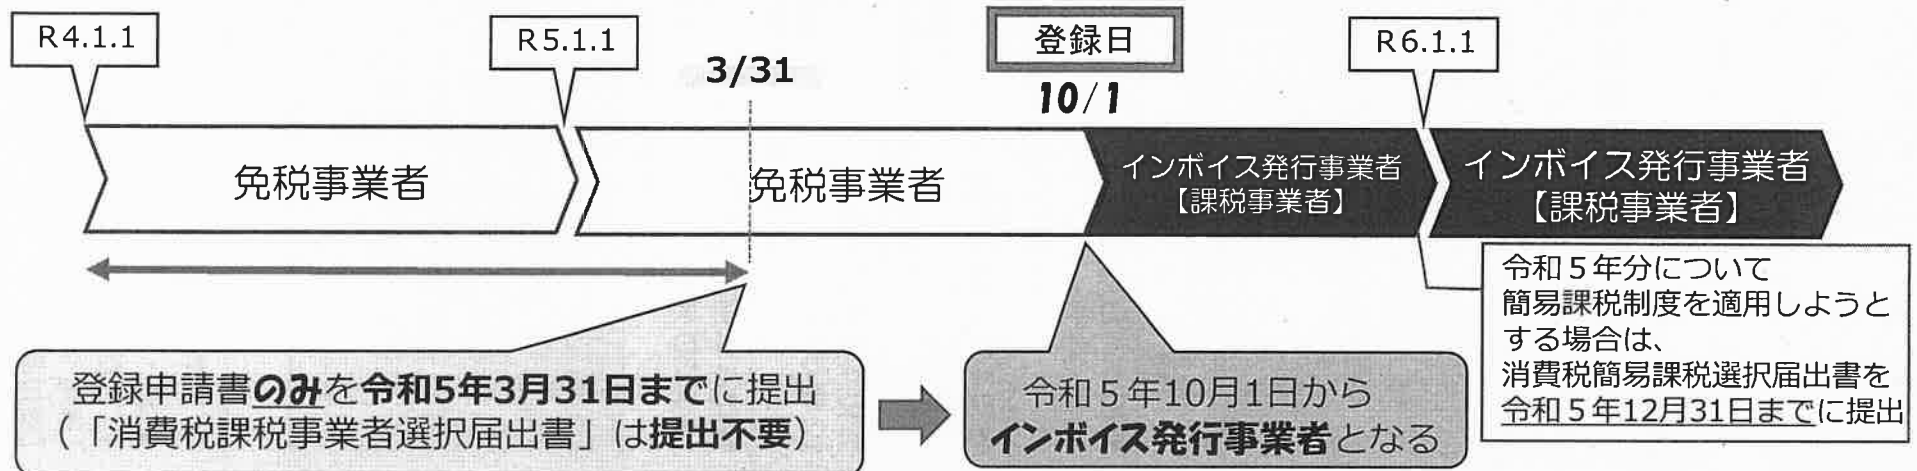 R4.1.1
R5.1.1
3/31
登録日
10/1
R6.1.1
免税事業者
免税事業者
インボイス発行事業者
【課税事業者】
インボイス発行事業者
【課税事業者】
登録申請書のみを令和5年3月31日までに提出
(「消費税課税事業者選択届出書」は提出不要)
令和5年10月1日から
インボイス発行事業者となる
令和5年分について
簡易課税制度を適用しようと
する場合は、
消費税簡易課税選択届出書を
令和5年12月31日までに提出